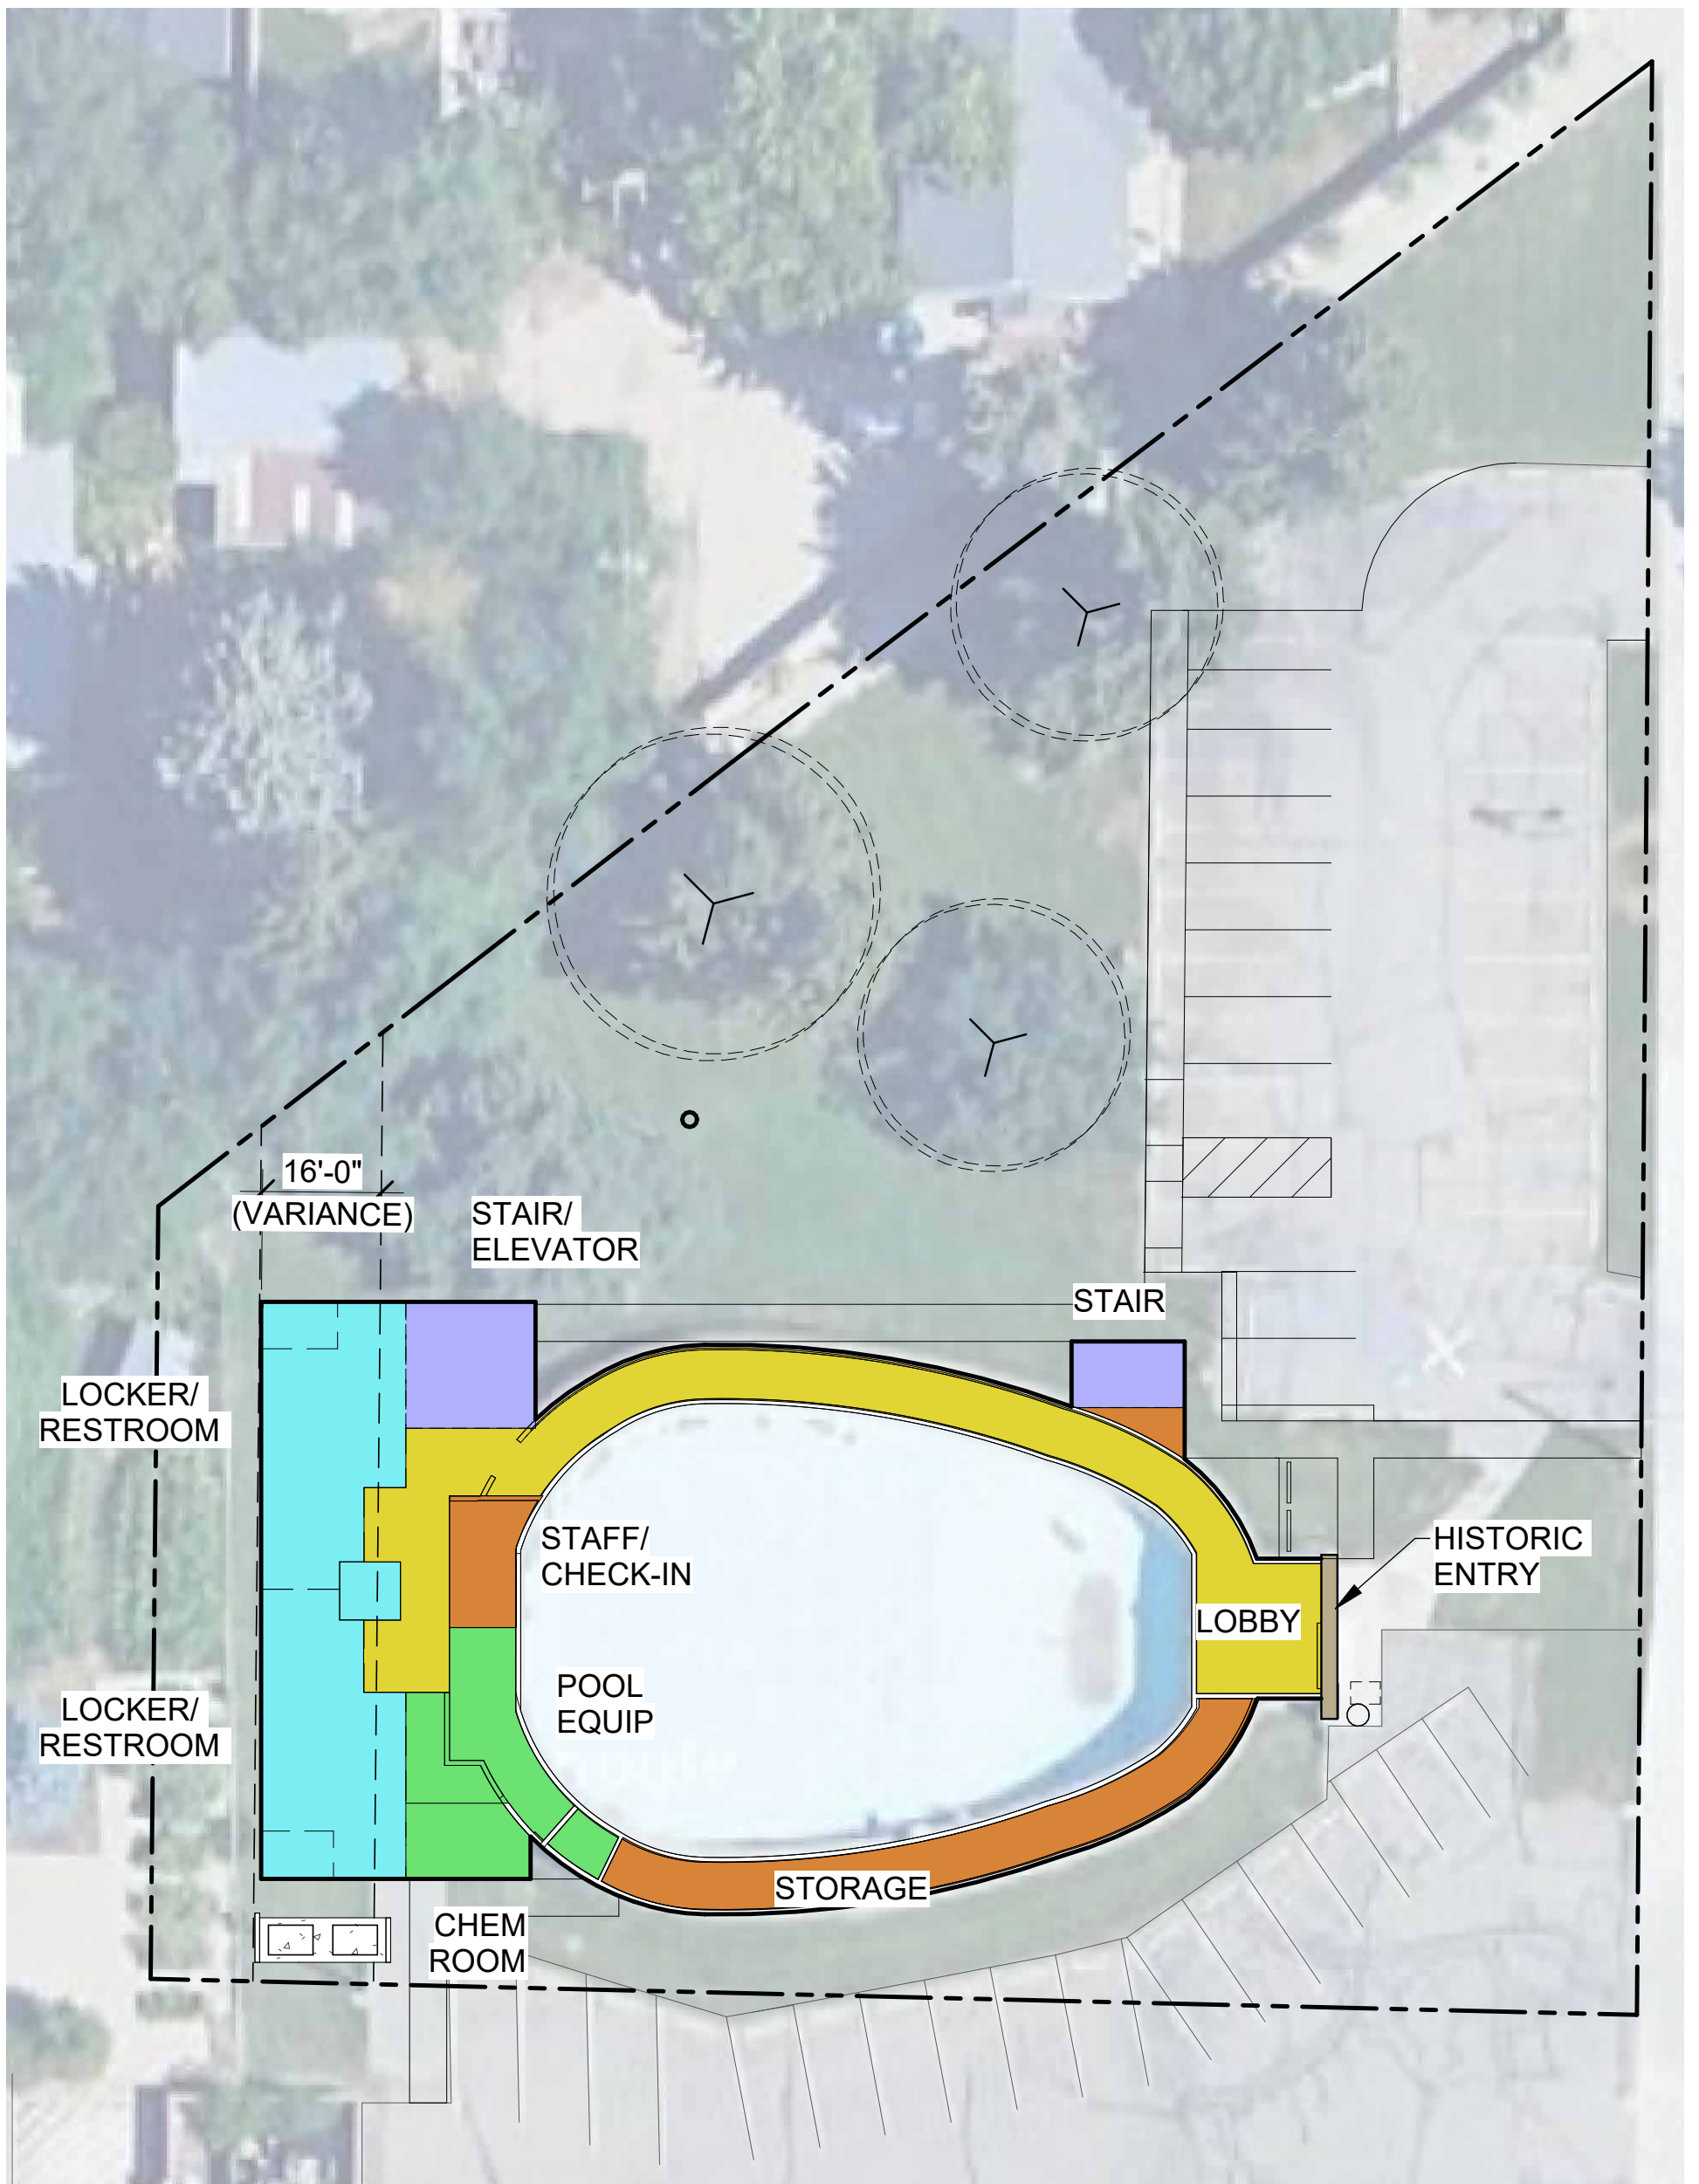 16'-0"
(VARIANCE)
STAIR/
ELEVATOR
STAIR
LOCKER/
RESTROOM
STAFF/
CHECK-IN
HISTORIC
ENTRY
LOBBY
POOL
EQUIP
LOCKER/
RESTROOM
STORAGE
CHEM
ROOM